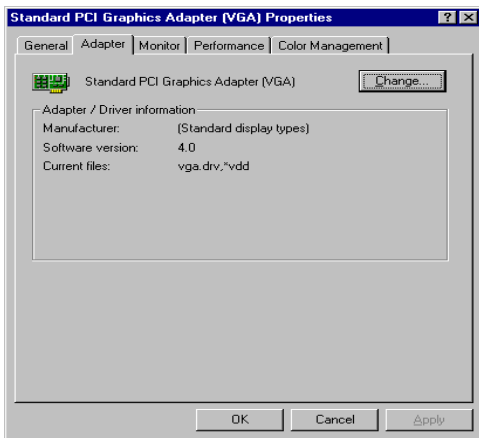 Standard PCI Graphics Adapter (VGA) Properties
General Adapter Monitor Performance Color Management
Standard PCI Graphics Adapter (VGA) Change...
Adapter / Driver information
Manufacturer: (Standard display types)
Software version: 4.0
Current files: vga.drv,*vdd
OK Cancel Apply